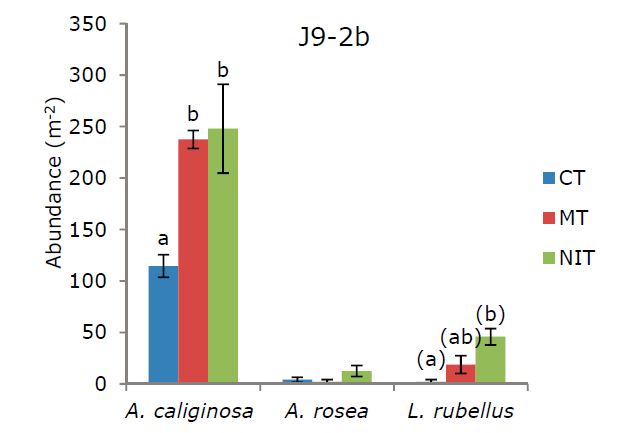 J9-2b
Abundance (m-2)
350
300
250
200
150
100
50
0
a
b
b
(a)
(ab)
(b)
A. caliginosa
A. rosea
L. rubellus
CT
MT
NIT